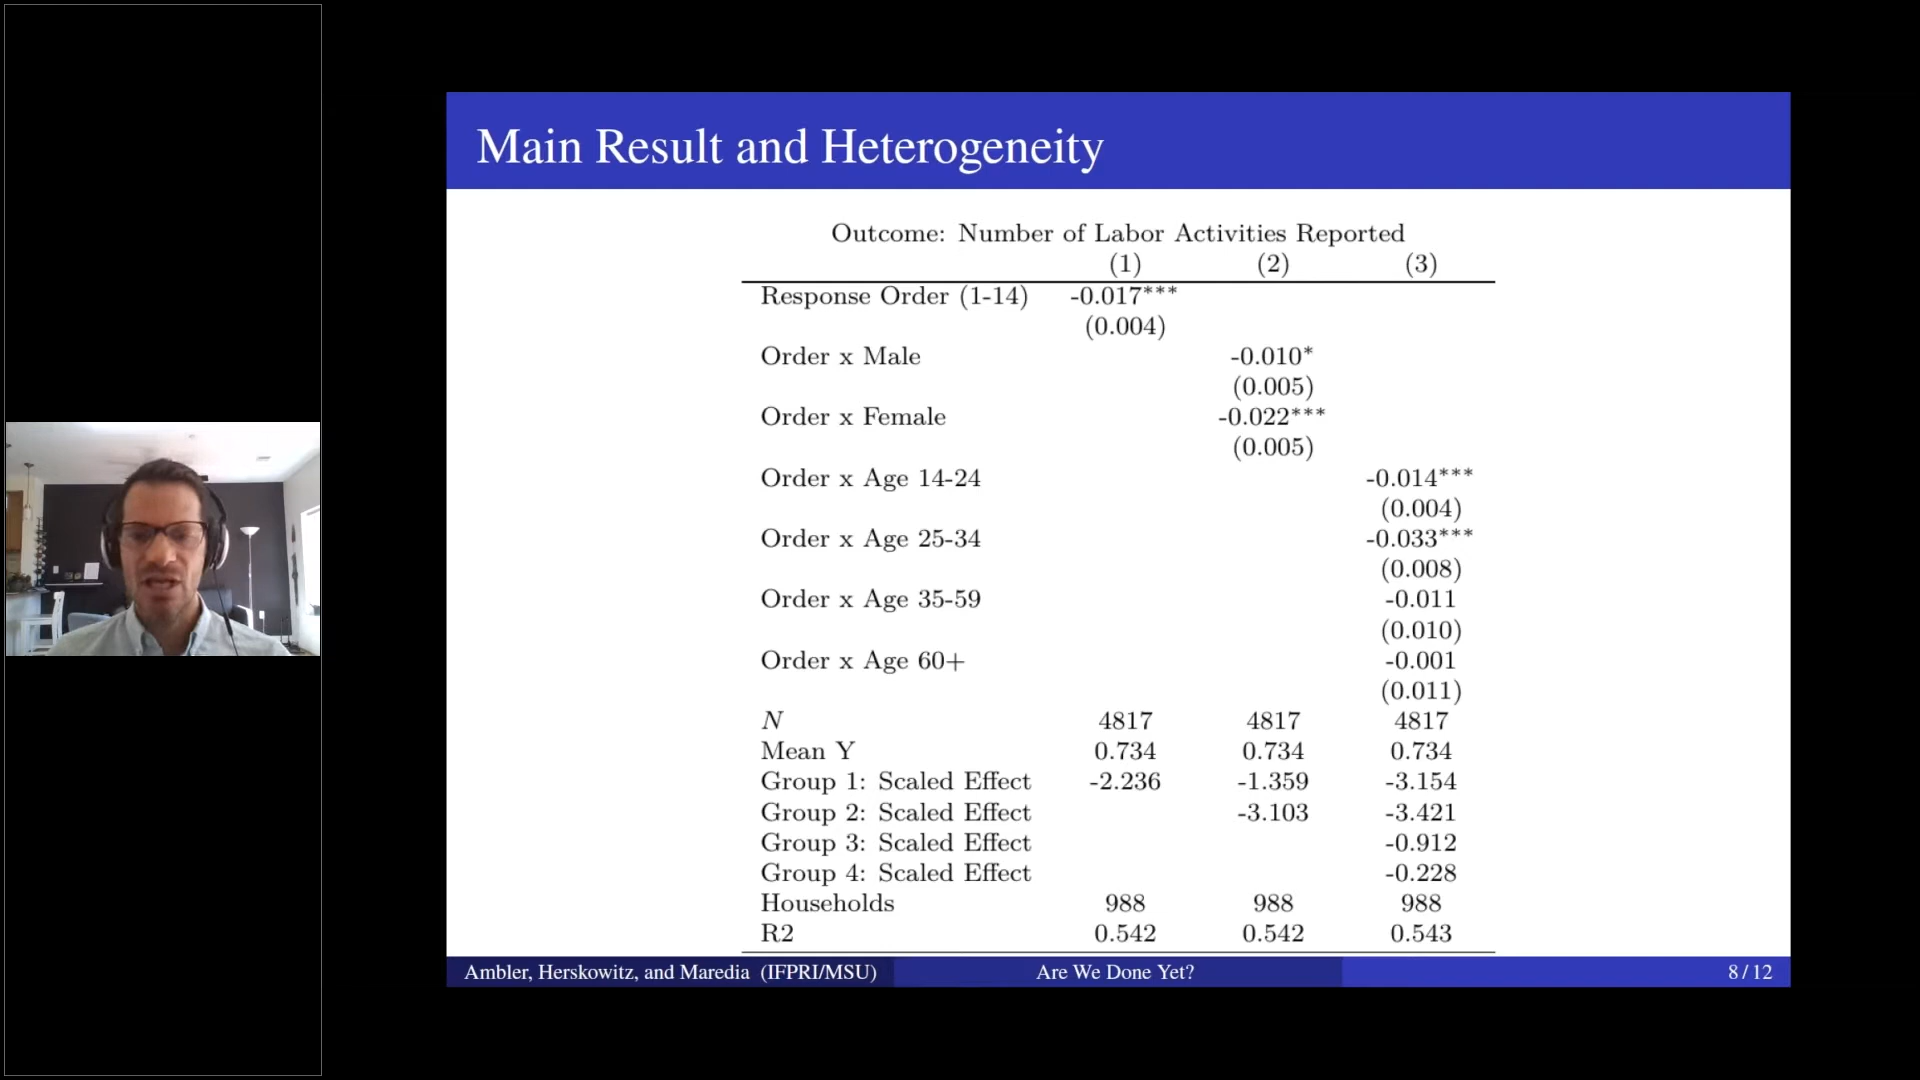 Main Result and Heterogeneity
Outcome: Number of Labor Activities Reported
(1) (2) (3)
Response Order (1-14) -0.017***
(0.004)
Order x Male -0.010*
(0.005)
Order x Female -0.022***
(0.005)
Order x Age 14-24 -0.014***
(0.004)
Order x Age 25-34 -0.033***
(0.008)
Order x Age 35-59 -0.011
(0.010)
Order x Age 60+ -0.001
(0.011)
N 4817 4817 4817
Mean Y 0.734 0.734 0.734
Group 1: Scaled Effect -2.236 -1.359 -3.154
Group 2: Scaled Effect -3.103 -3.421
Group 3: Scaled Effect -0.912
Group 4: Scaled Effect -0.228
Households 988 988 988
R2 0.542 0.542 0.543
Ambler, Herskowitz, and Maredia (IFPRI/MSU) Are We Done Yet? 8 / 12